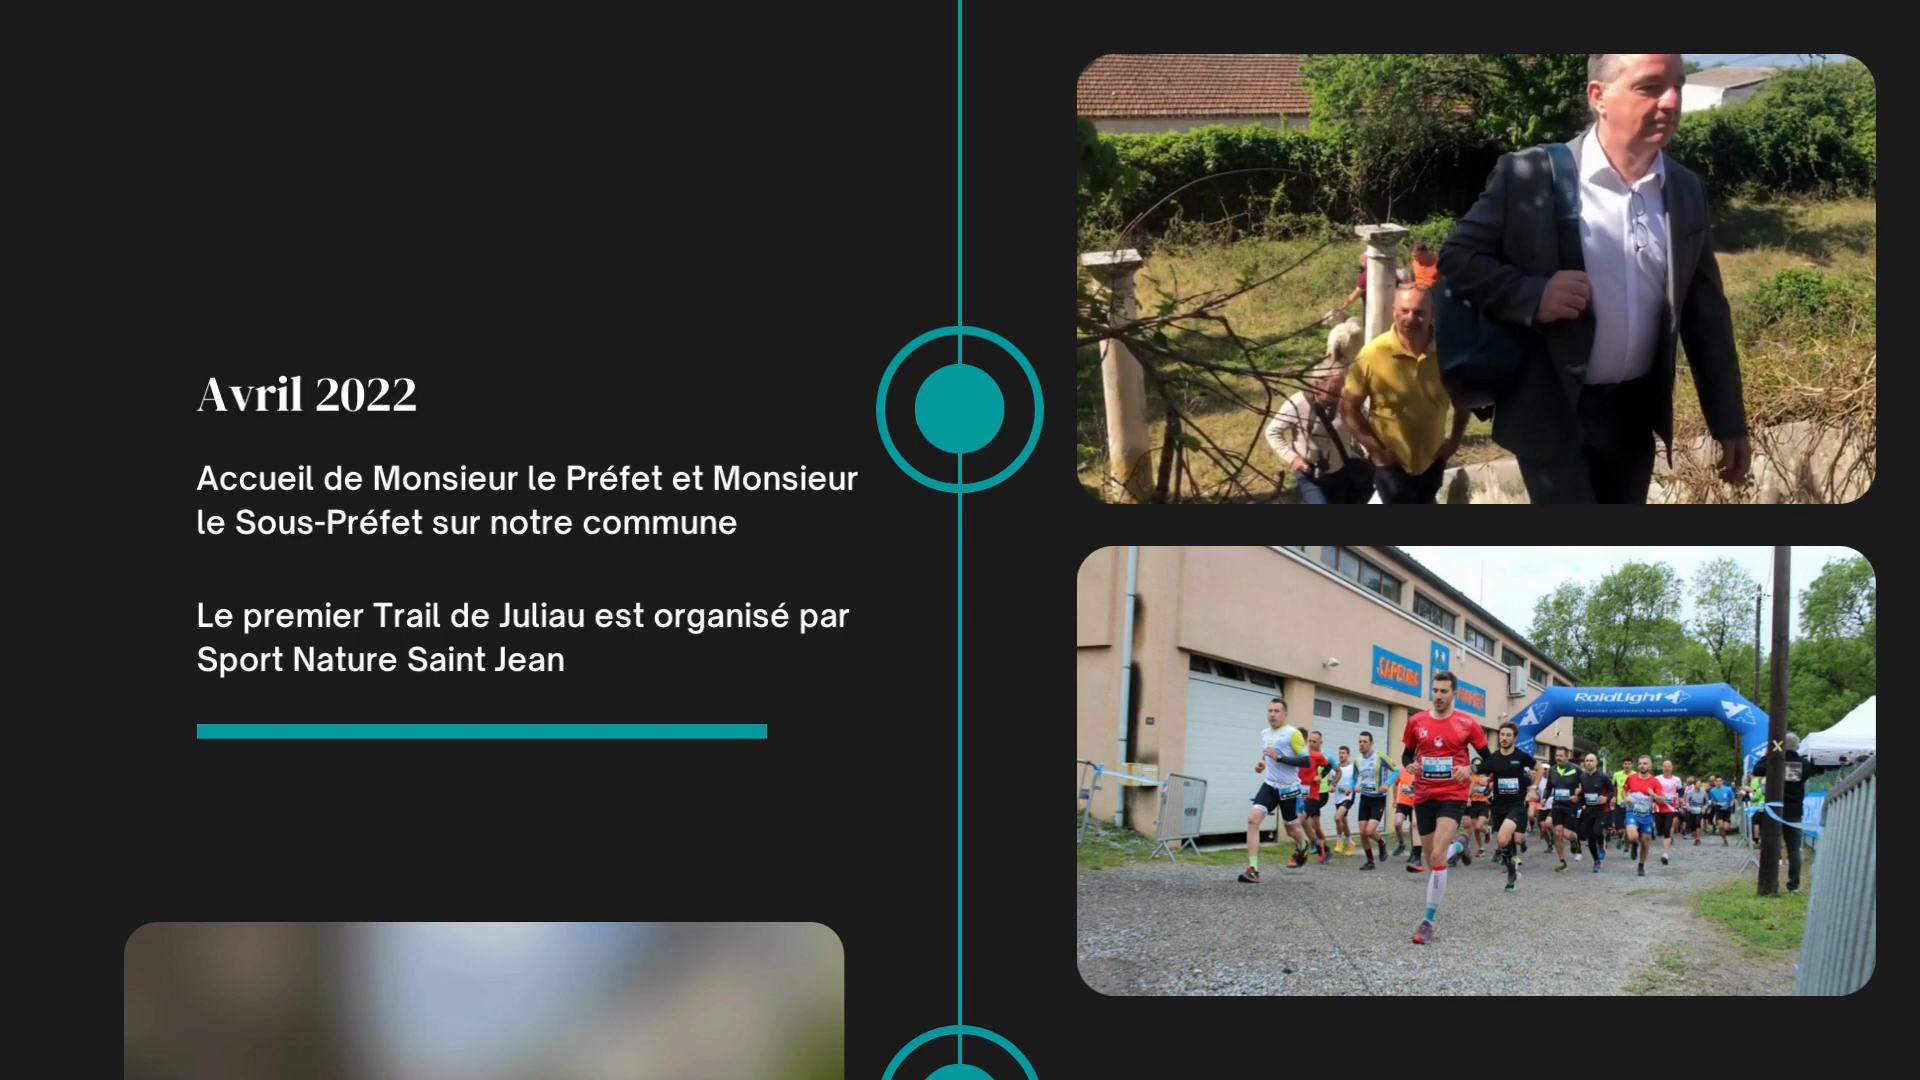 Avril 2022
Accueil de Monsieur le Préfet et Monsieur
le Sous-Préfet sur notre commune
Le premier Trail de Juliau est organisé par
Sport Nature Saint Jean
SAPEURS
RaidLight